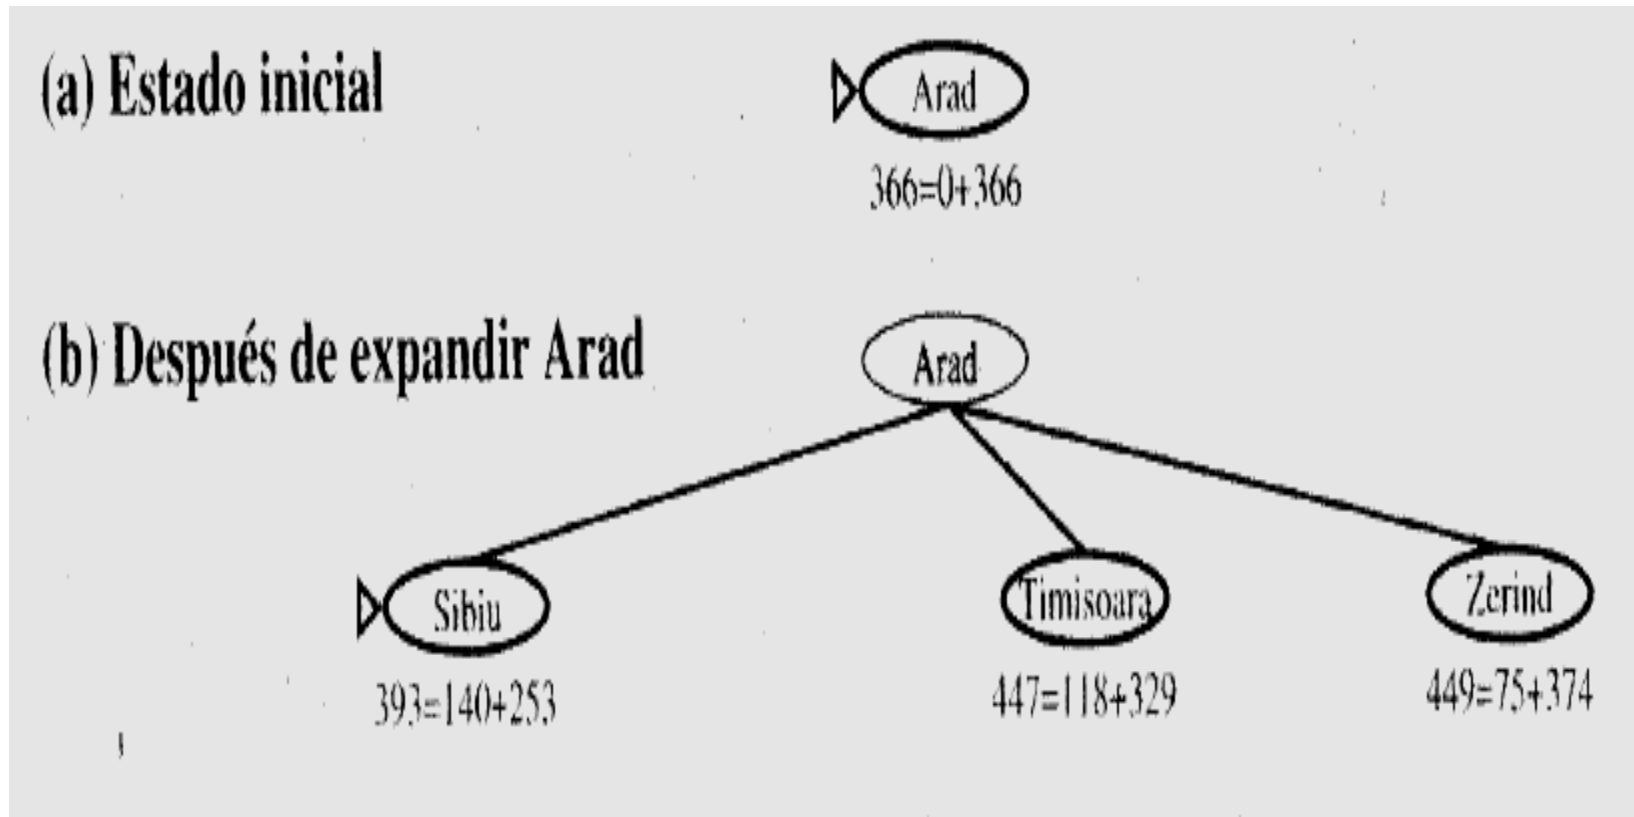 (a) Estado inicial
Arad
366=0+366
(b) Después de expandir Arad
Arad
Sibiu
Timisoara
Zerind
393=140+253
447=118+329
449=75+374